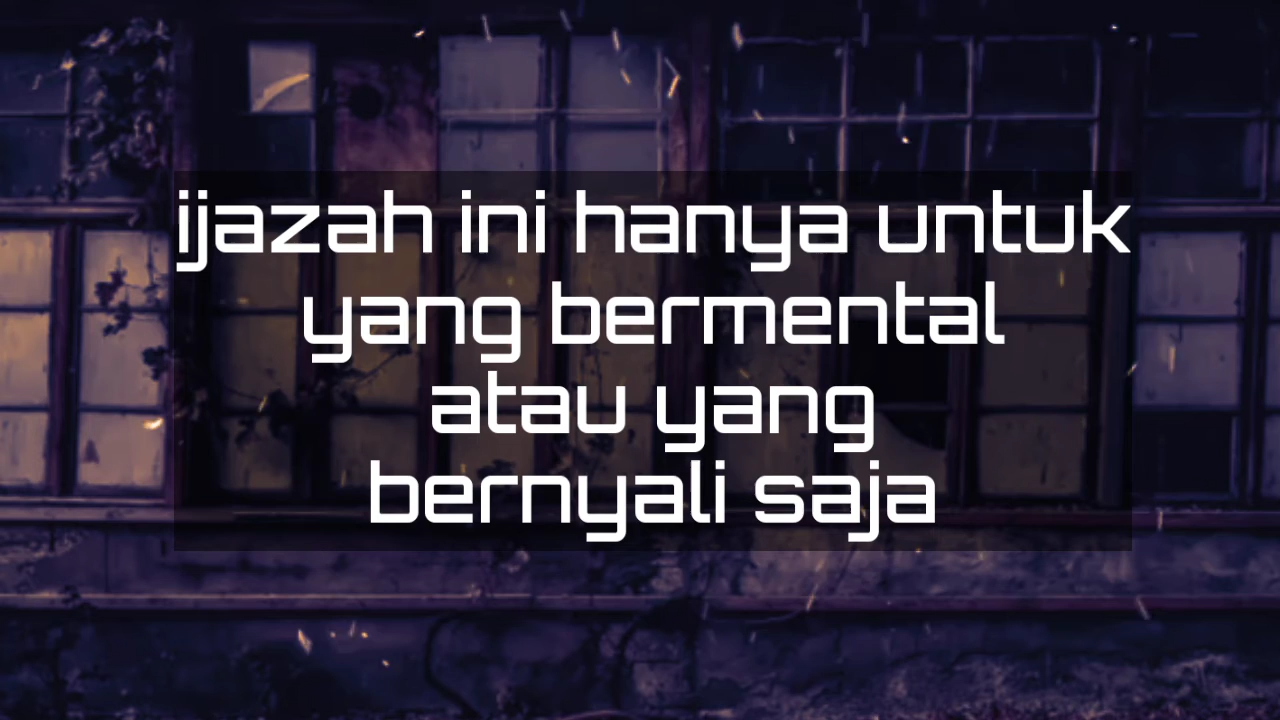 ijazah ini hanya untuk
yang bermental
atau yang
bernyali saja